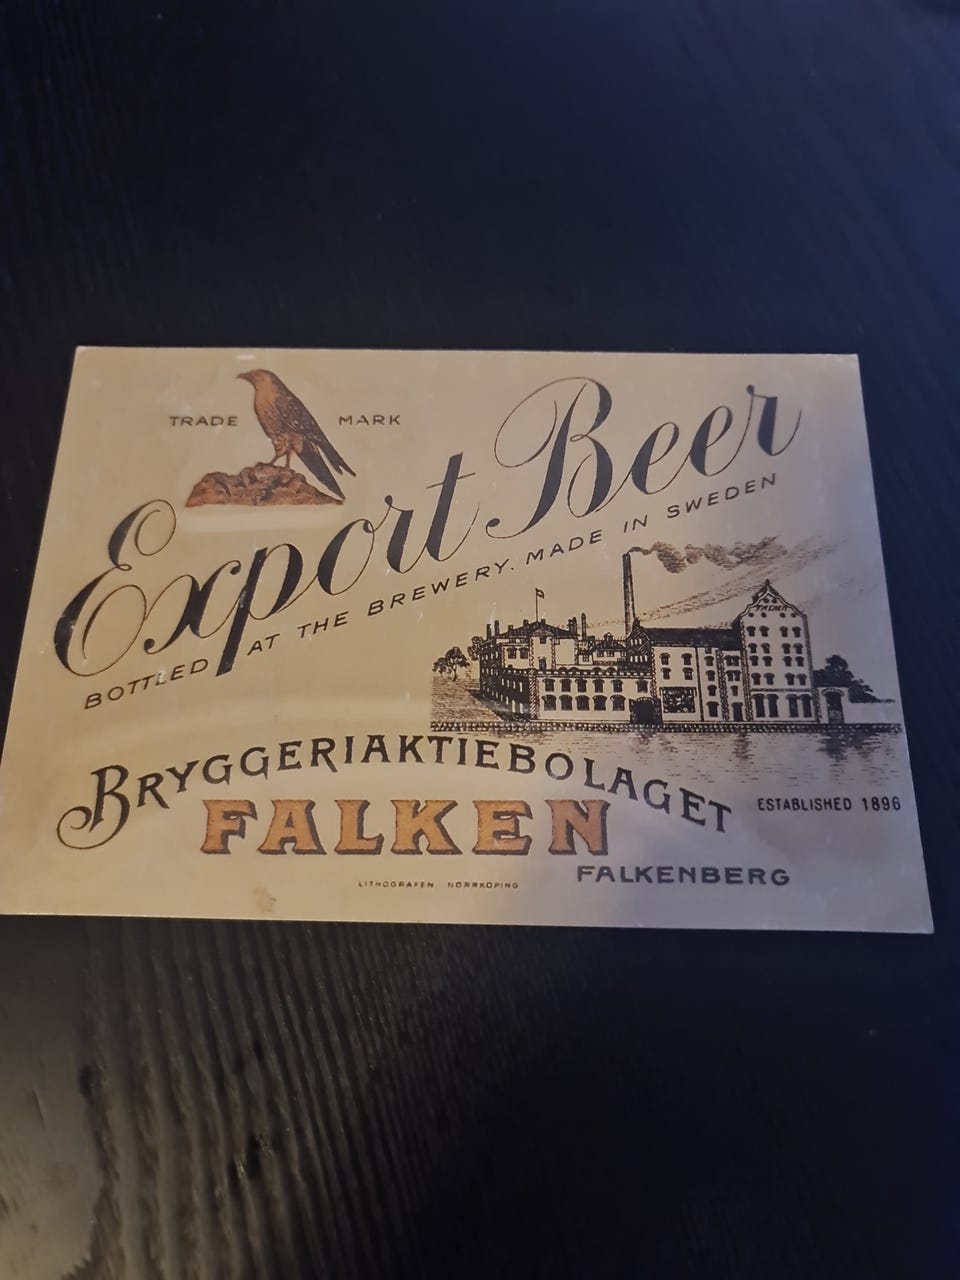 TRADE MARK
Export Beer
BOTTLED AT THE BREWERY. MADE IN SWEDEN
BRYGGERIAKTIEBOLAGET
ESTABLISHED 1896
FALKEN
FALKENBERG
LITHOGRAFEN NORRKÖPING